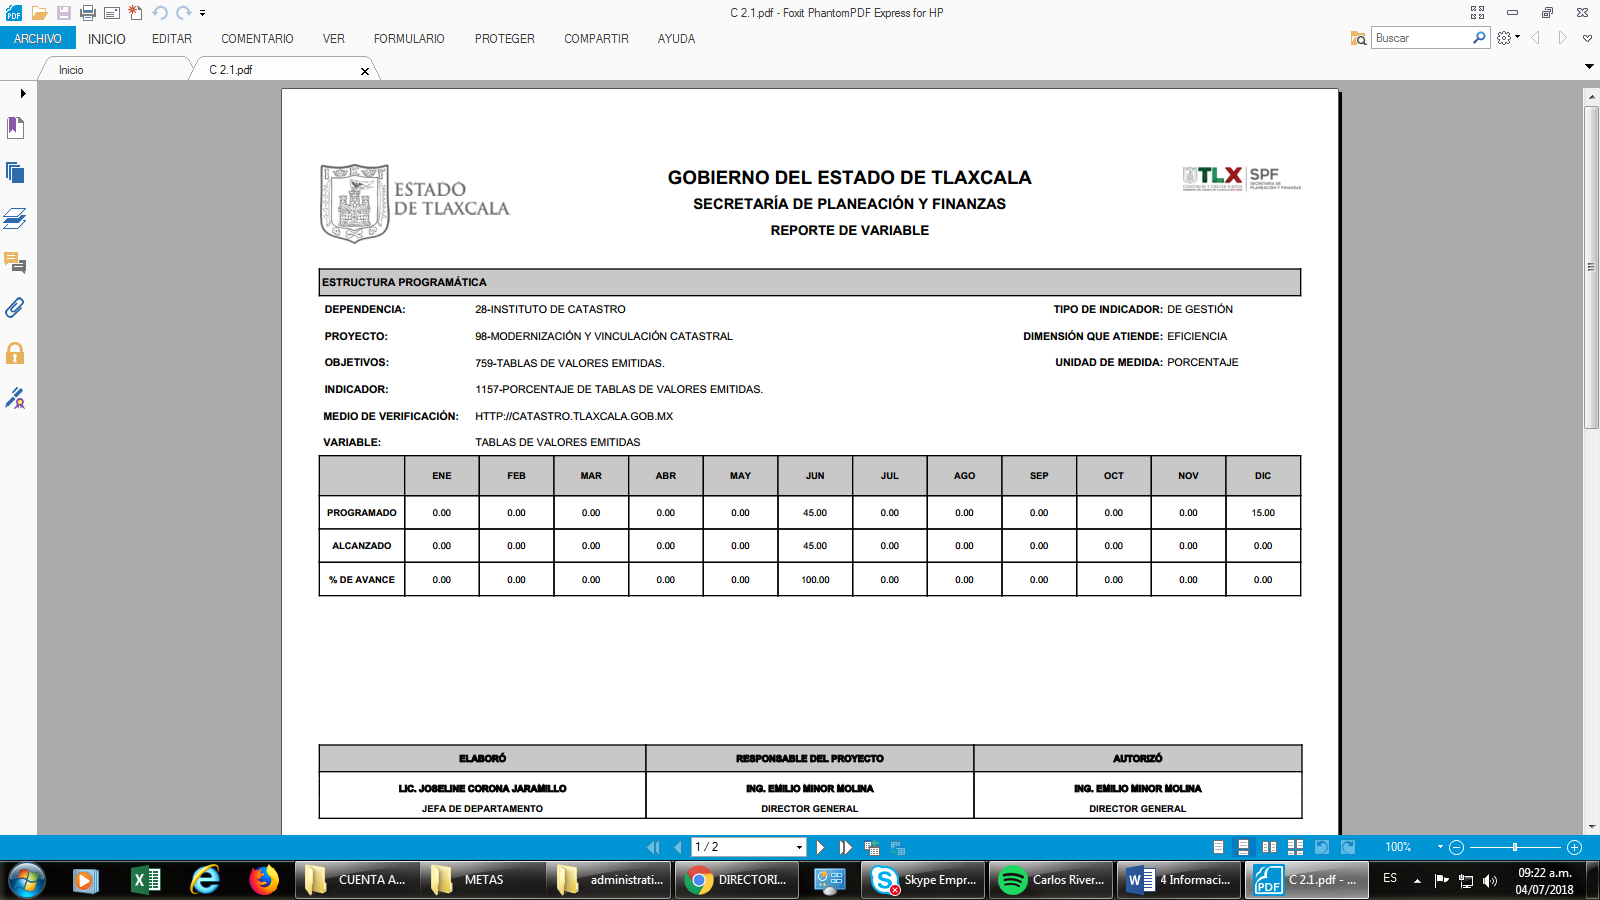 C 2.1.pdf - Foxit PhantomPDF Express for HP
ARCHIVO INICIO EDITAR COMENTARIO VER FORMULARIO PROTEGER COMPARTIR AYUDA Buscar
Inicio C 2.1.pdf
ESTADO
DE TLAXCALA
GOBIERNO DEL ESTADO DE TLAXCALA
SECRETARÍA DE PLANEACIÓN Y FINANZAS
REPORTE DE VARIABLE
TLX SPF
SECRETARÍA DE
PLANEACIÓN Y FINANZAS
ESTRUCTURA PROGRAMÁTICA
DEPENDENCIA: 28-INSTITUTO DE CATASTRO TIPO DE INDICADOR: DE GESTIÓN
PROYECTO: 98-MODERNIZACIÓN Y VINCULACIÓN CATASTRAL DIMENSIÓN QUE ATIENDE: EFICIENCIA
OBJETIVOS: 759-TABLAS DE VALORES EMITIDAS. UNIDAD DE MEDIDA: PORCENTAJE
INDICADOR: 1157-PORCENTAJE DE TABLAS DE VALORES EMITIDAS.
MEDIO DE VERIFICACIÓN: HTTP://CATASTRO.TLAXCALA.GOB.MX
VARIABLE: TABLAS DE VALORES EMITIDAS
ENE FEB MAR ABR MAY JUN JUL AGO SEP OCT NOV DIC
PROGRAMADO 0.00 0.00 0.00 0.00 0.00 45.00 0.00 0.00 0.00 0.00 0.00 15.00
ALCANZADO 0.00 0.00 0.00 0.00 0.00 45.00 0.00 0.00 0.00 0.00 0.00 0.00
% DE AVANCE 0.00 0.00 0.00 0.00 0.00 100.00 0.00 0.00 0.00 0.00 0.00 0.00
ELABORÓ RESPONSABLE DEL PROYECTO AUTORIZÓ
LIC. JOSELINE CORONA JARAMILLO ING. EMILIO MINOR MOLINA ING. EMILIO MINOR MOLINA
JEFA DE DEPARTAMENTO DIRECTOR GENERAL DIRECTOR GENERAL
1 / 2 100%
CUENTA A... METAS administrati... DIRECTORI... Skype Empr... Carlos River... 4 Informaci... C 2.1.pdf - ... ES 09:22 a.m.
04/07/2018